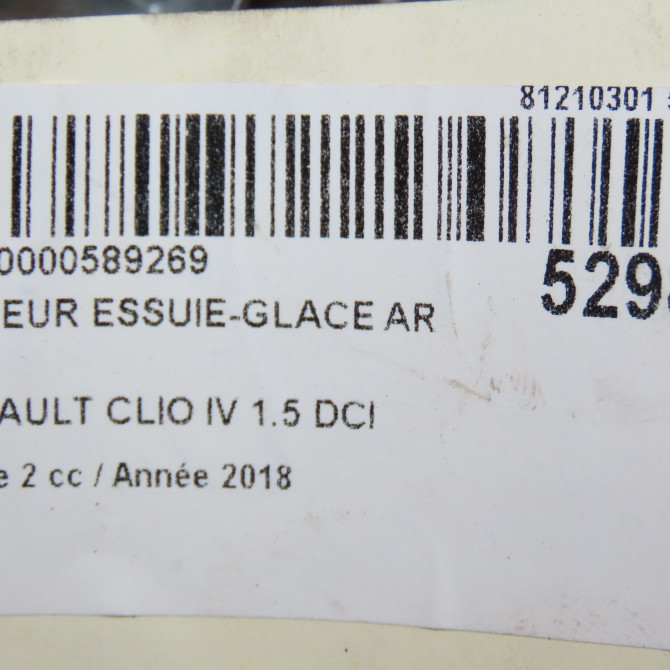 81210301
0000589269
529
EUR ESSUIE-GLACE AR
AULT CLIO IV 1.5 DCI
e 2 cc / Année 2018